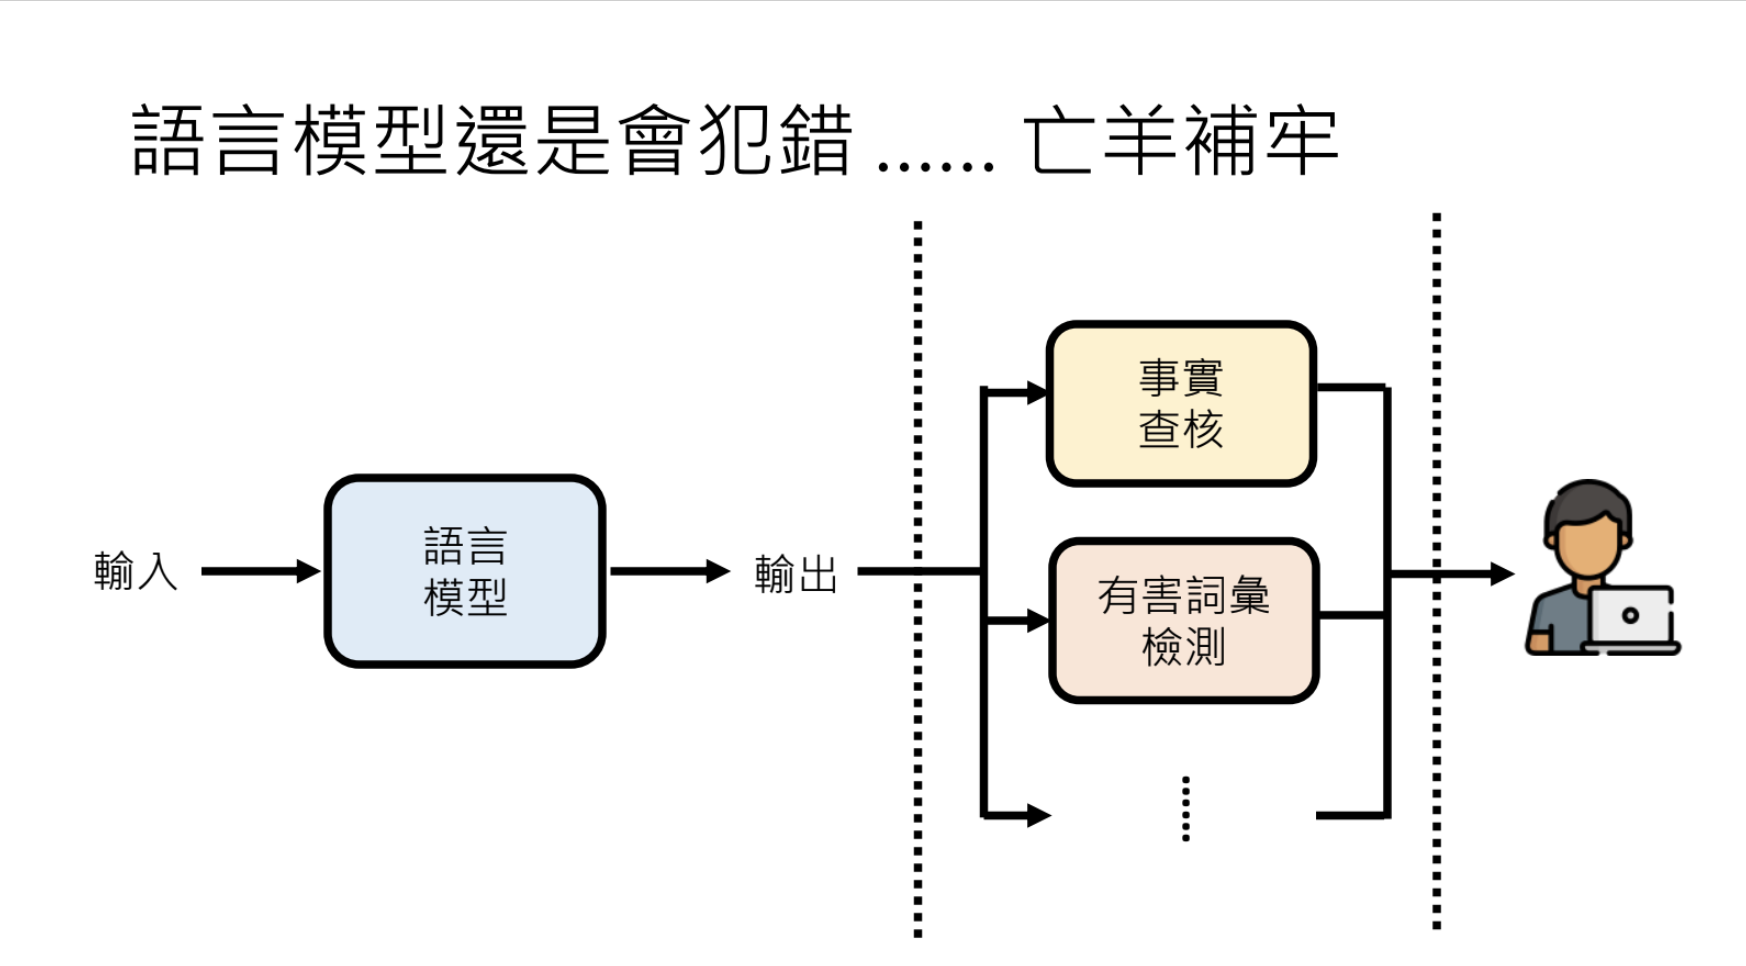 語言模型還是會犯錯 …… 亡羊補牢
輸入
語言
模型
輸出
事實
查核
有害詞彙
檢測